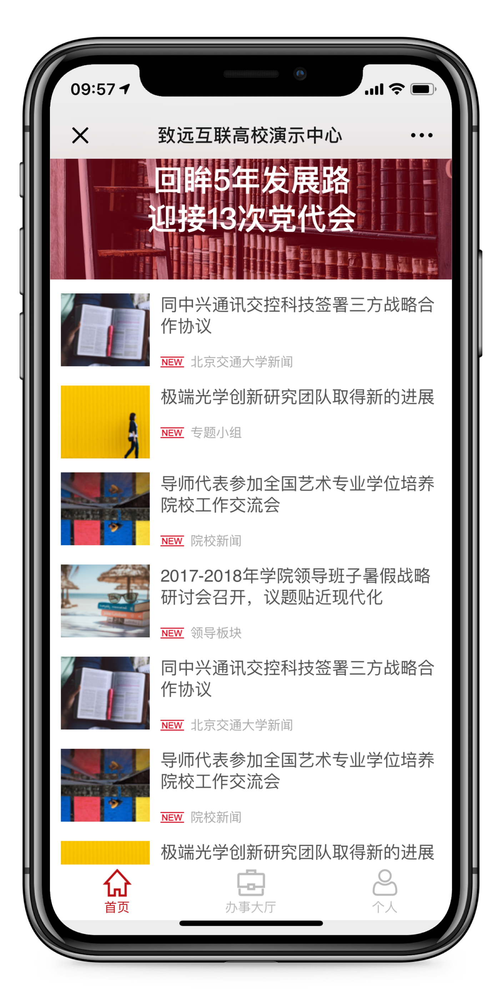 09:57
致远互联高校演示中心
回眸5年发展路
迎接13次党代会
同中兴通讯交控科技签署三方战略合
作协议
NEW 北京交通大学新闻
极端光学创新研究团队取得新的进展
NEW 专题小组
导师代表参加全国艺术专业学位培养
院校工作交流会
NEW 院校新闻
2017-2018年学院领导班子暑假战略
研讨会召开，议题贴近现代化
NEW 领导板块
同中兴通讯交控科技签署三方战略合
作协议
NEW 北京交通大学新闻
导师代表参加全国艺术专业学位培养
院校工作交流会
NEW 院校新闻
极端光学创新研究团队取得新的进展
首页
办事大厅
个人